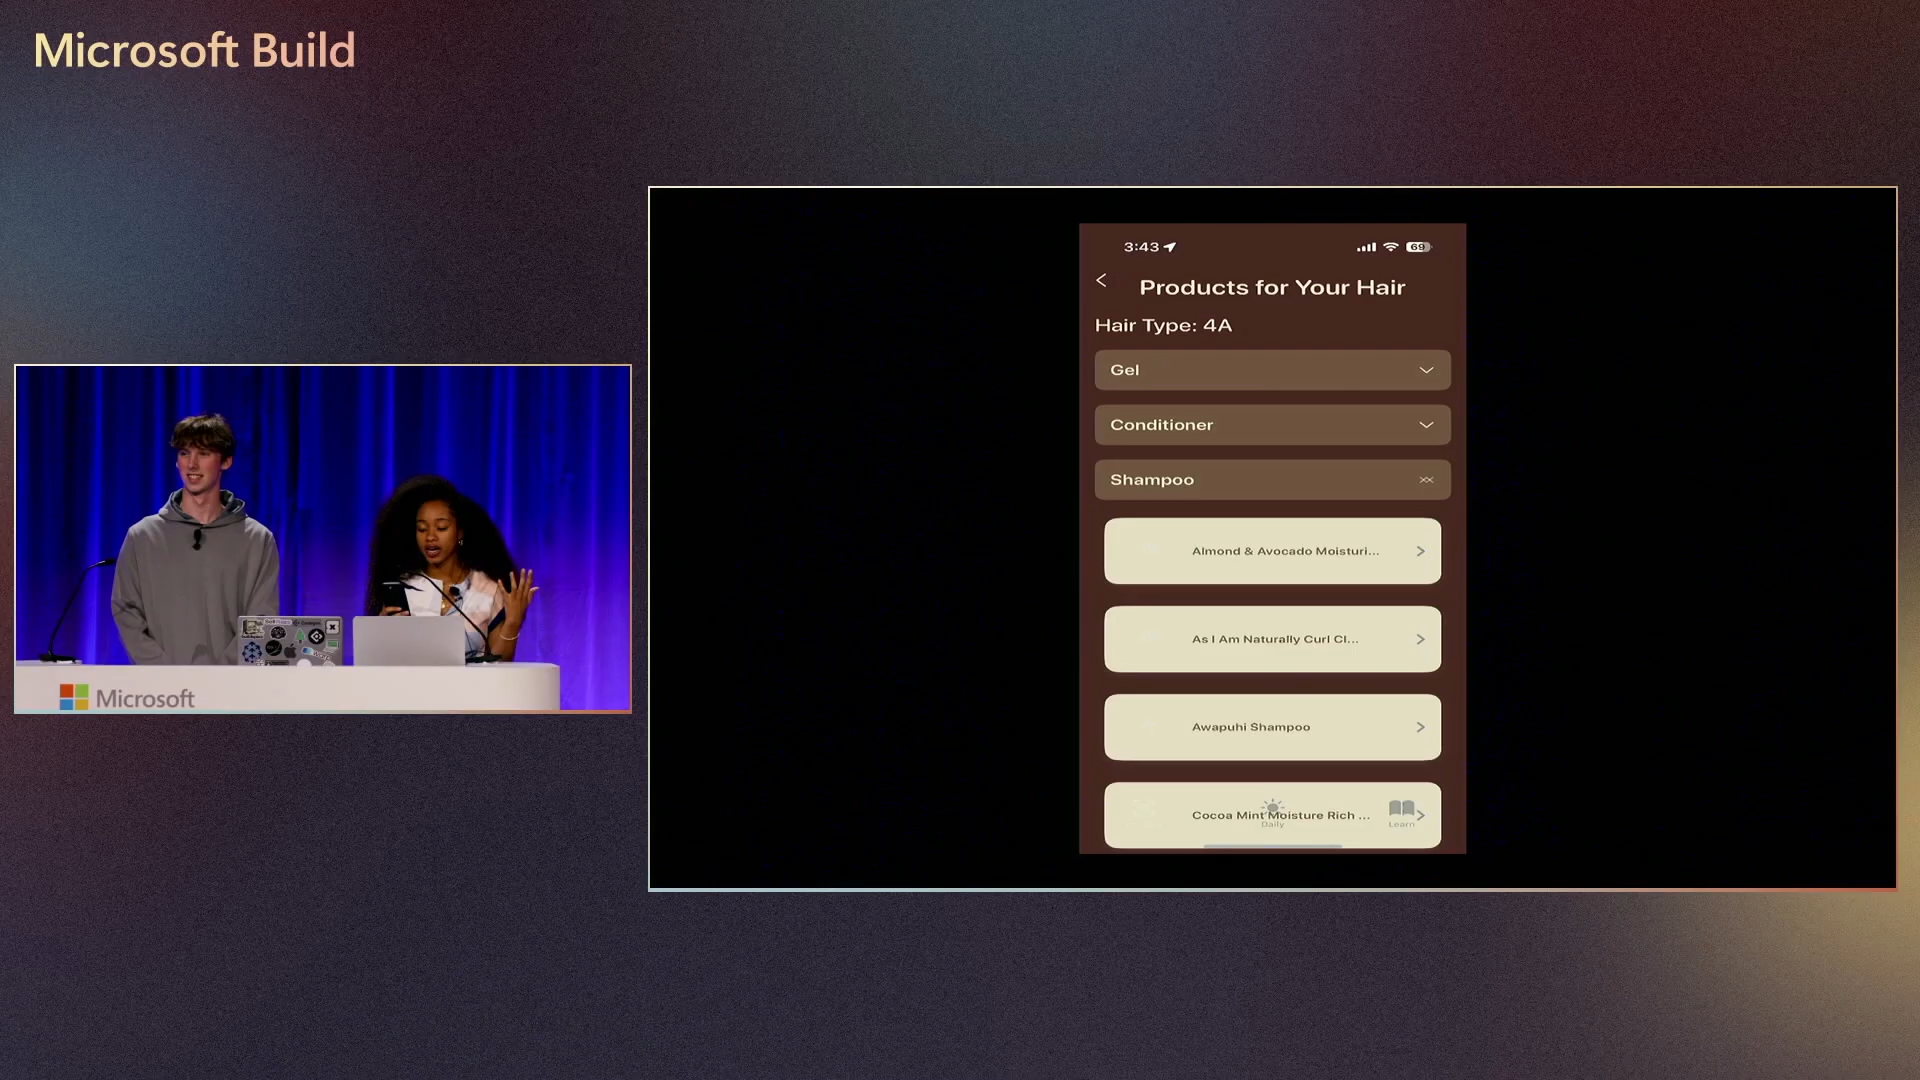 Microsoft Build
3:43
69
Products for Your Hair
Hair Type: 4A
Gel
Conditioner
Shampoo
Almond & Avocado Moisturi...
As I Am Naturally Curl Cl...
Awapuhi Shampoo
Cocoa Mint Moisture Rich ...
Daily
Learn
Microsoft